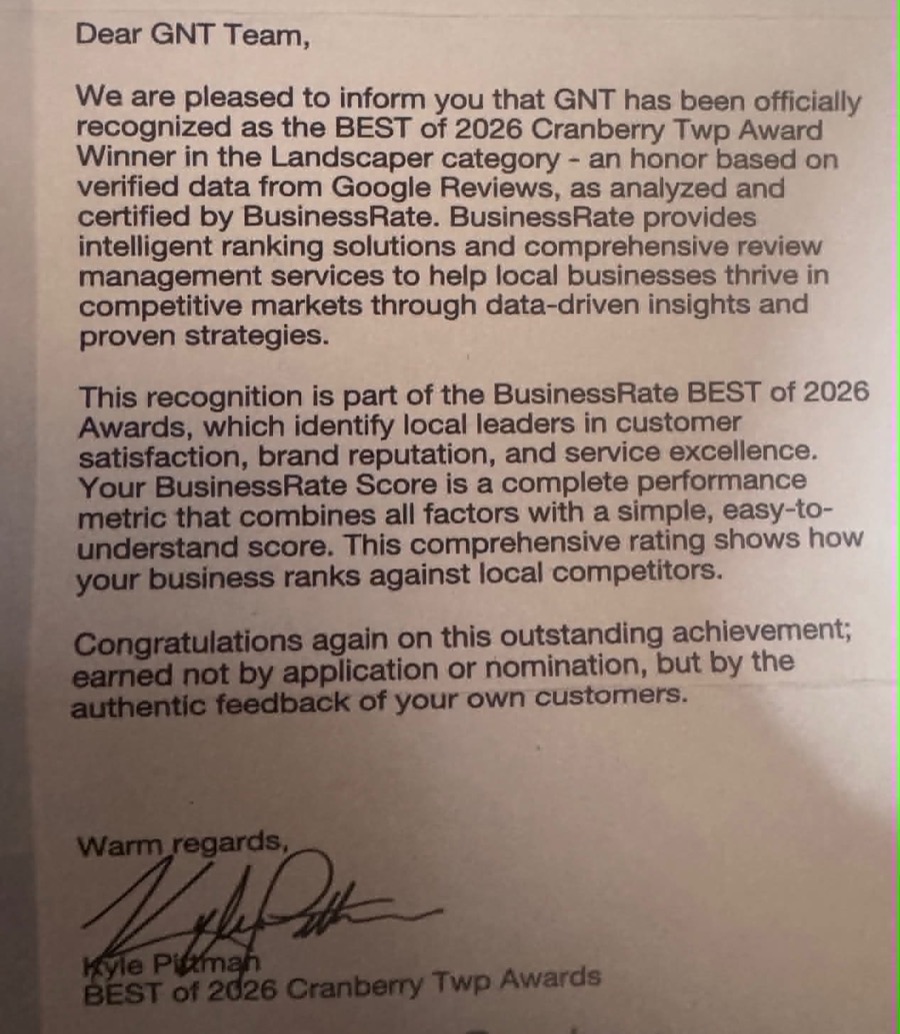 Dear GNT Team,
We are pleased to inform you that GNT has been officially
recognized as the BEST of 2026 Cranberry Twp Award
Winner in the Landscaper category - an honor based on
verified data from Google Reviews, as analyzed and
certified by BusinessRate. BusinessRate provides
intelligent ranking solutions and comprehensive review
management services to help local businesses thrive in
competitive markets through data-driven insights and
proven strategies.
This recognition is part of the BusinessRate BEST of 2026
Awards, which identify local leaders in customer
satisfaction, brand reputation, and service excellence.
Your BusinessRate Score is a complete performance
metric that combines all factors with a simple, easy-to-
understand score. This comprehensive rating shows how
your business ranks against local competitors.
Congratulations again on this outstanding achievement;
earned not by application or nomination, but by the
authentic feedback of your own customers.
Warm regards,
Kyle Pittman
BEST of 2026 Cranberry Twp Awards